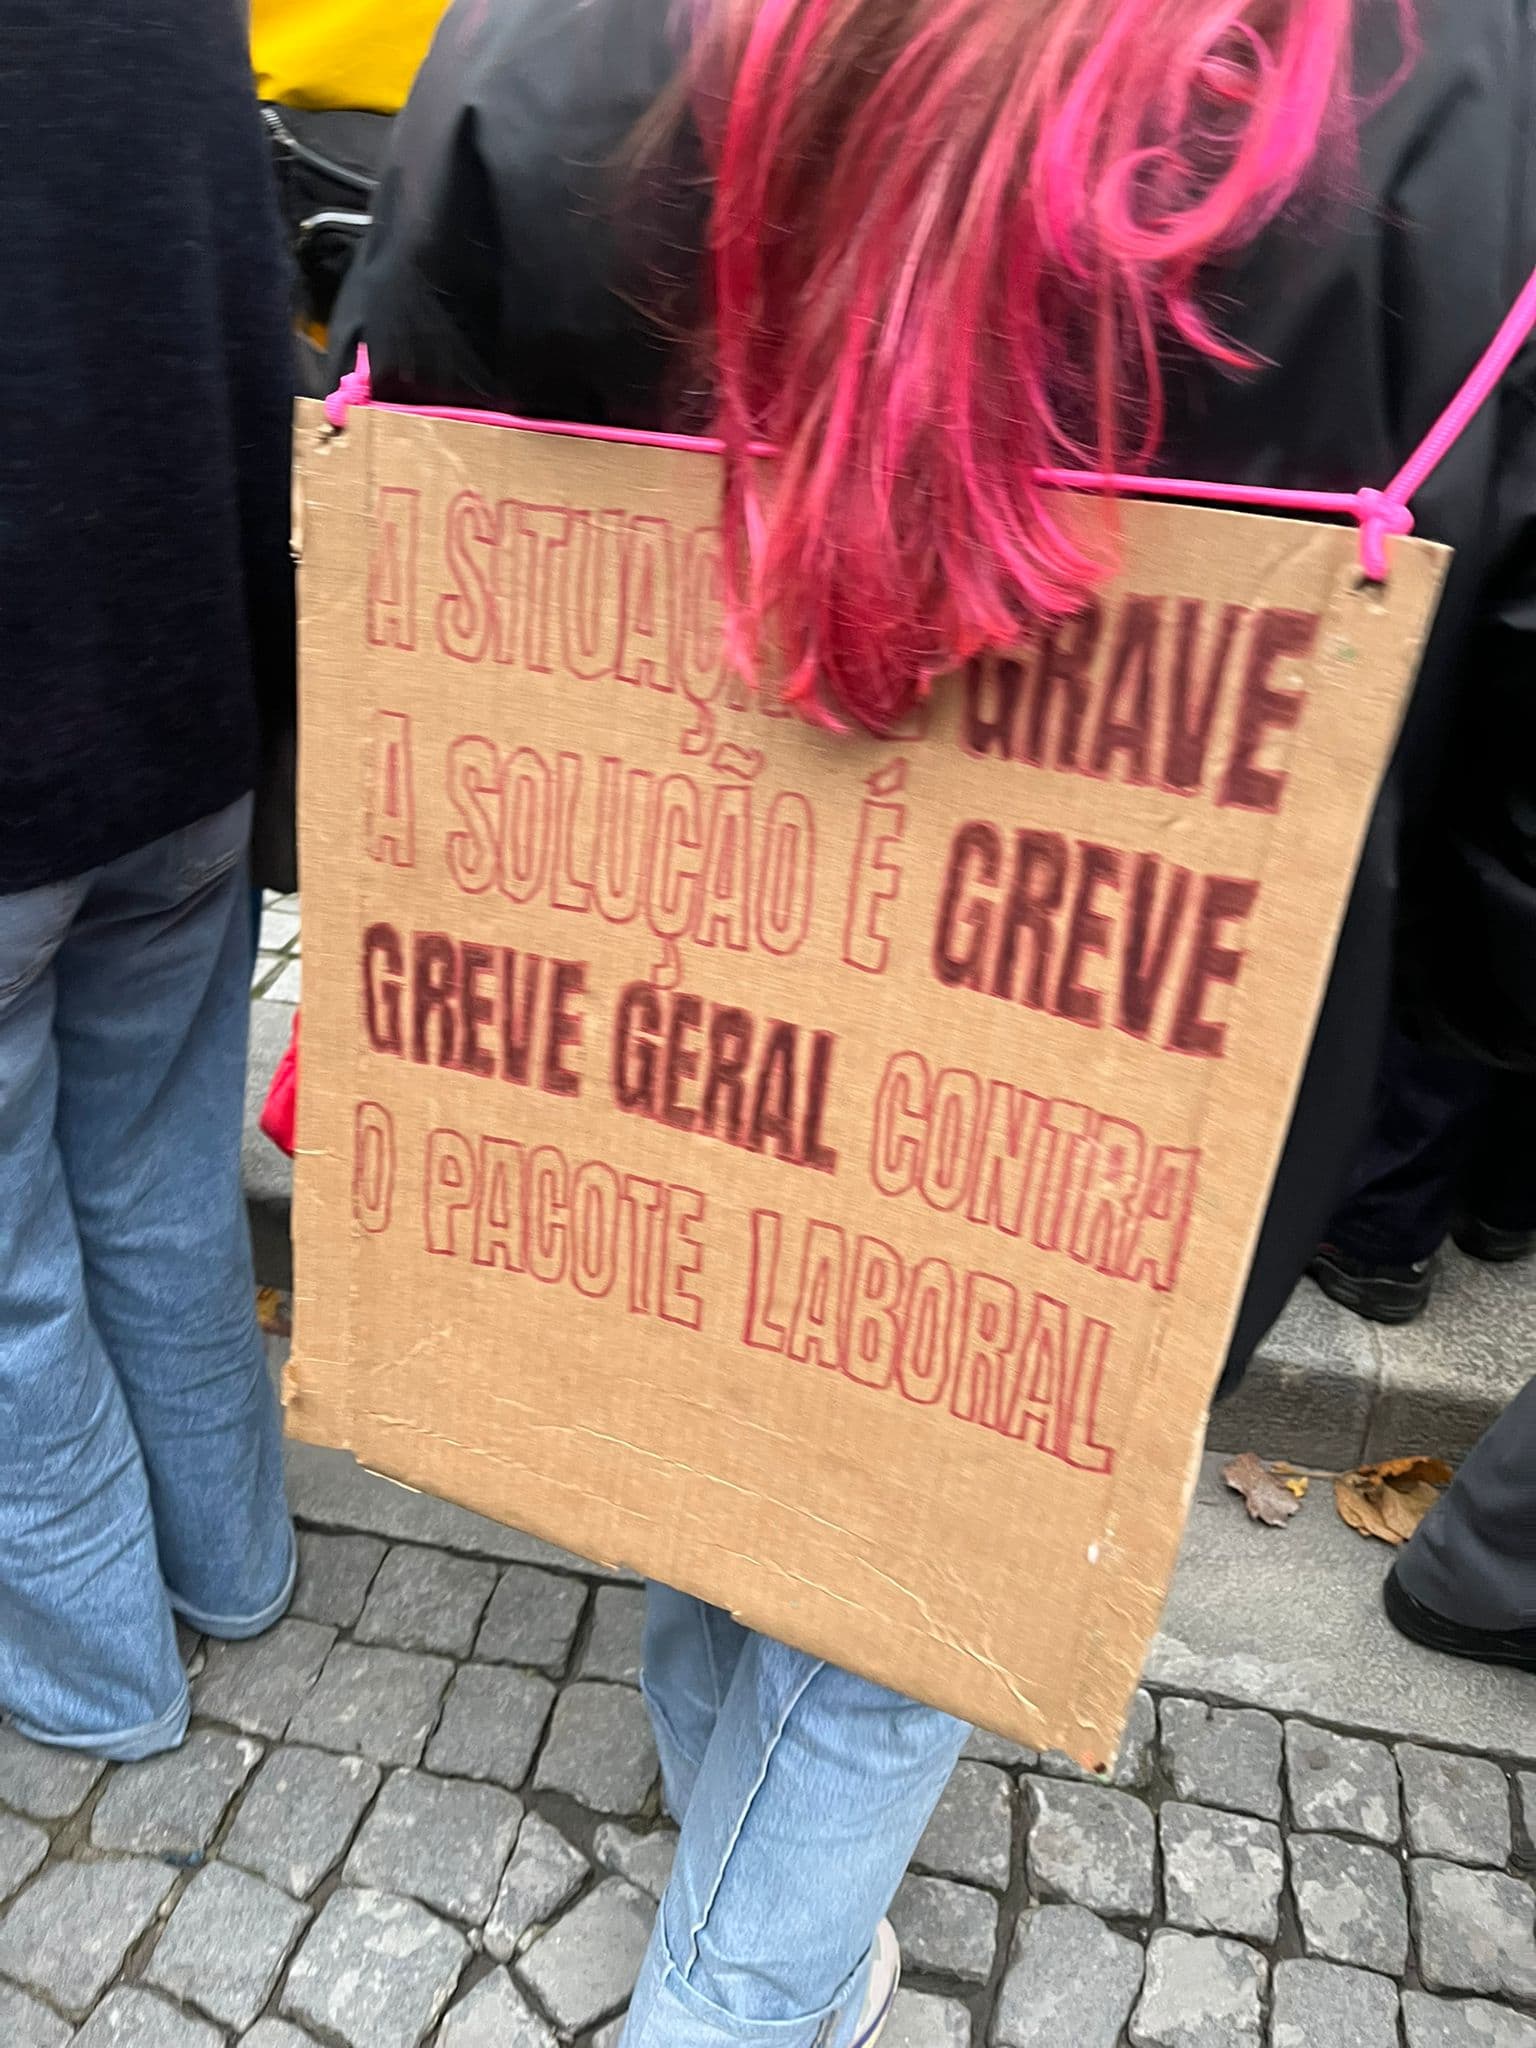 A SITUAÇ GRAVE
A SOLUÇÃO É GREVE
GREVE GERAL CONTRA
O PACOTE LABORAL